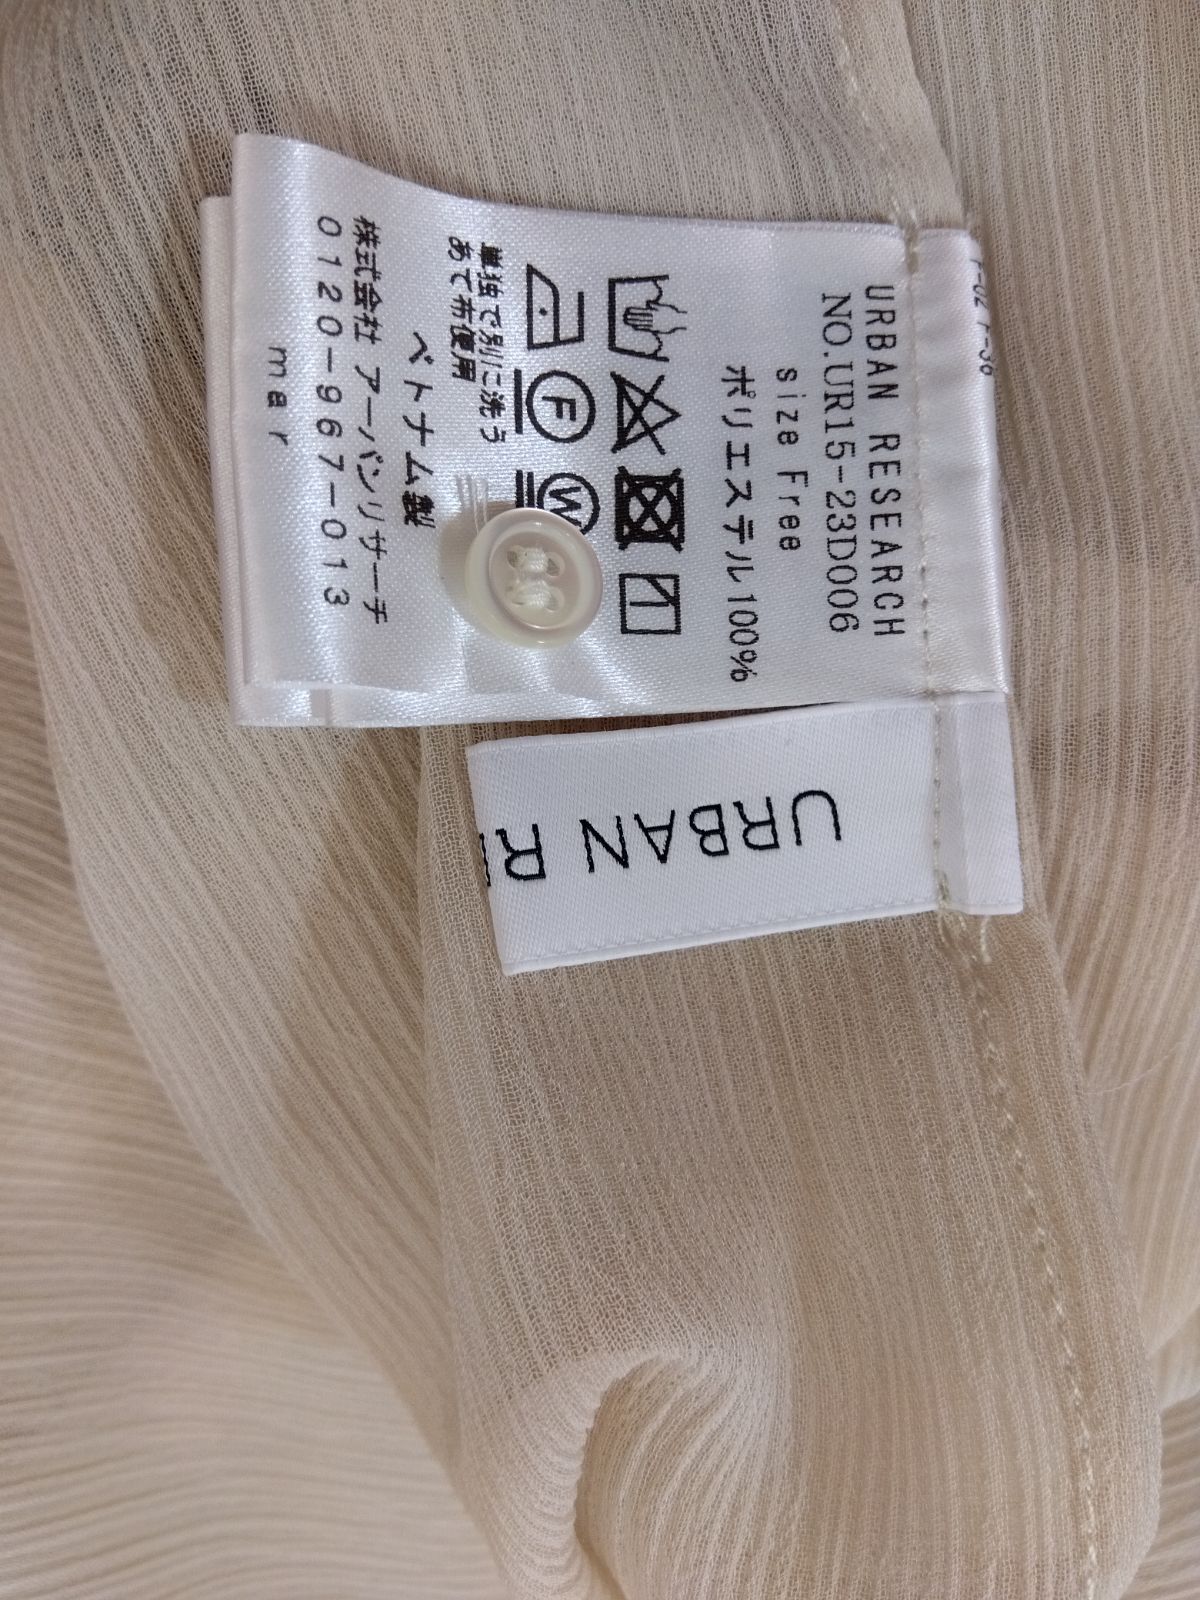 URBAN RESEARCH
NO.UR15-23D006
size Free
ポリエステル100%
F
W
単独で別に洗う
あて布使用
ベトナム製
株式会社 アーバンリサーチ
0120-967-013
mar
URBAN R